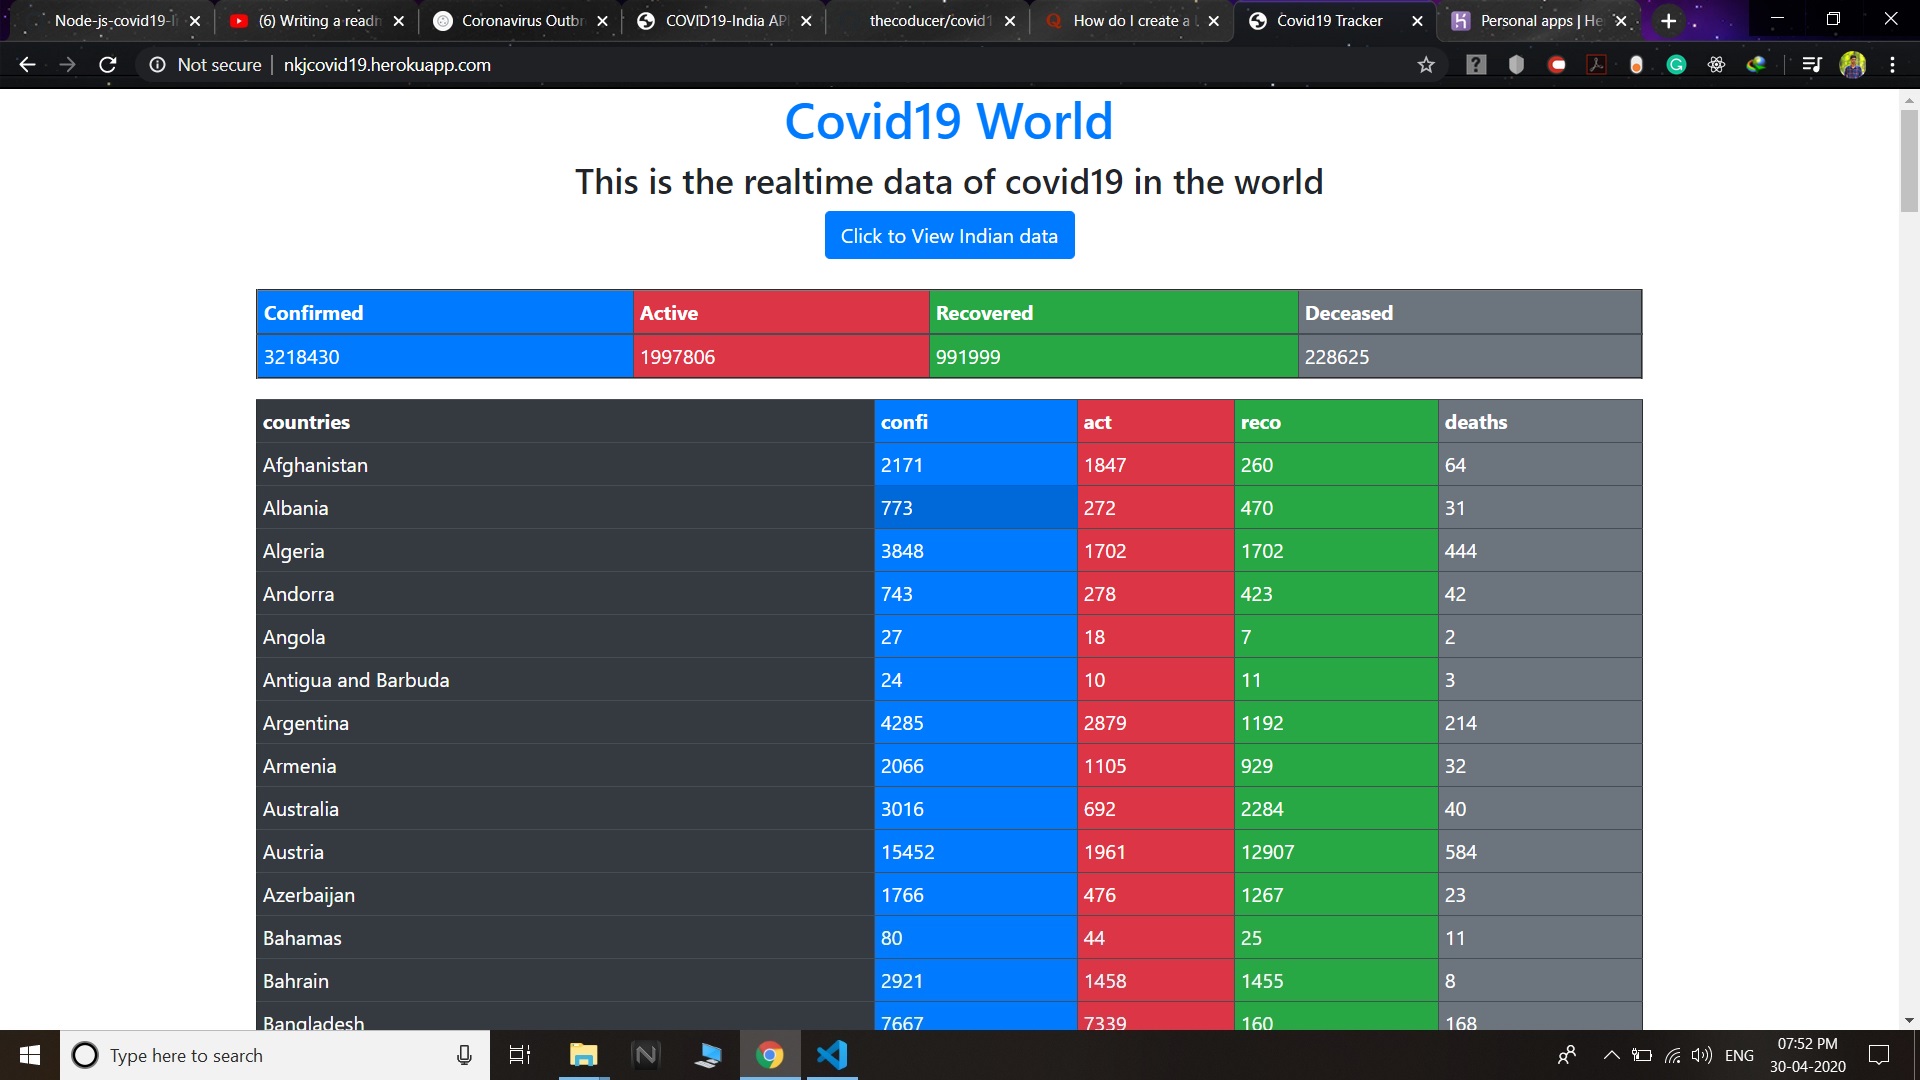 Node-js-covid19-
(6) Writing a readn
Coronavirus Outbr
COVID19-India AP
thecoducer/covid1
How do I create a
Covid19 Tracker
Personal apps | He
Not secure
nkjcovid19.herokuapp.com
Covid19 World
This is the realtime data of covid19 in the world
Click to View Indian data
Confirmed Active Recovered Deceased
3218430 1997806 991999 228625
countries confi act reco deaths
Afghanistan 2171 1847 260 64
Albania 773 272 470 31
Algeria 3848 1702 1702 444
Andorra 743 278 423 42
Angola 27 18 7 2
Antigua and Barbuda 24 10 11 3
Argentina 4285 2879 1192 214
Armenia 2066 1105 929 32
Australia 3016 692 2284 40
Austria 15452 1961 12907 584
Azerbaijan 1766 476 1267 23
Bahamas 80 44 25 11
Bahrain 2921 1458 1455 8
Bangladesh 7667 7339 160 168
Type here to search
ENG
07:52 PM
30-04-2020